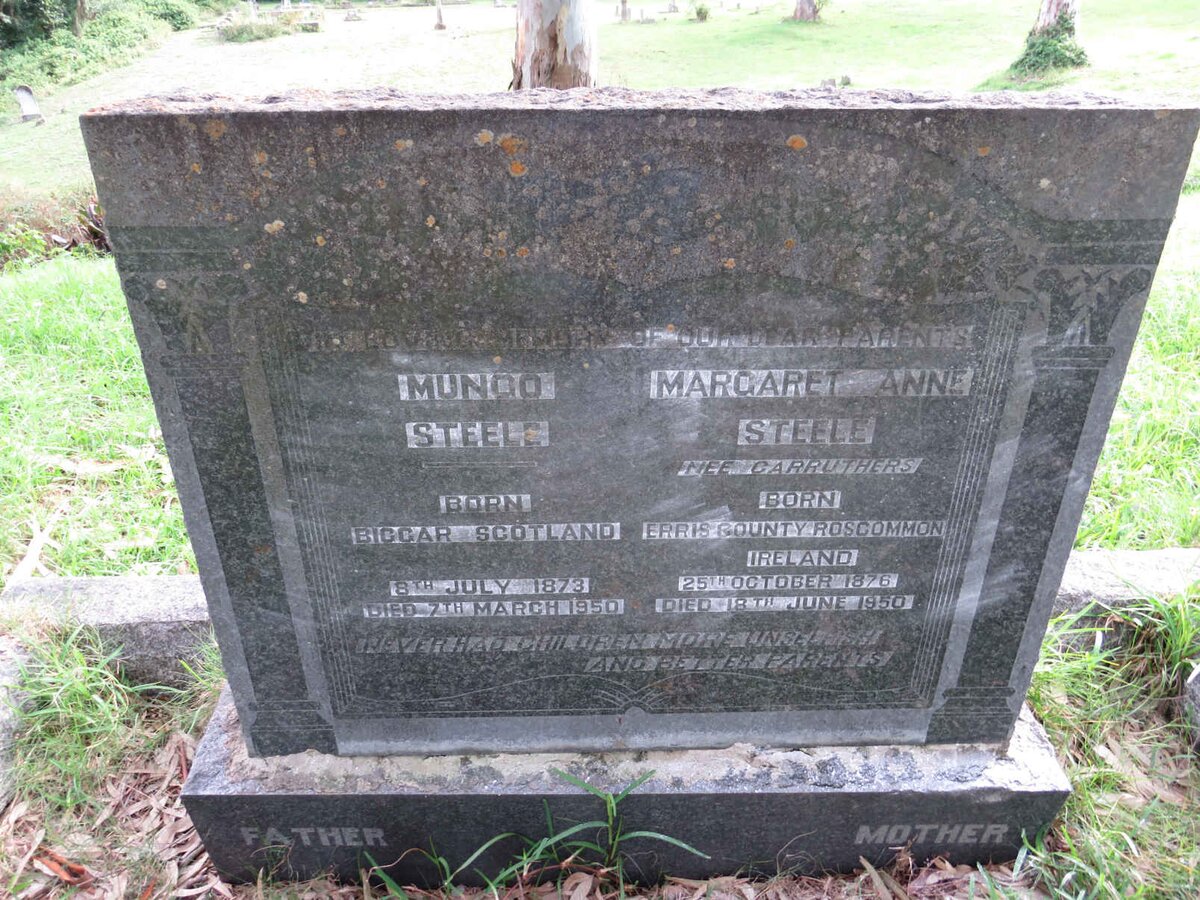 IN LOVING MEMORY OF OUR DEAR PARENTS
MUNGO MARGARET ANNE
STEELE STEELE
NEE CARRUTHERS
BORN BORN
BIGGAR SCOTLAND ERRIS COUNTY ROSCOMMON
IRELAND
8TH JULY 1873 25TH OCTOBER 1876
DIED 7TH MARCH 1950 DIED 18TH JUNE 1950
NEVER HAD CHILDREN MORE UNSELFISH
AND BETTER PARENTS
FATHER MOTHER